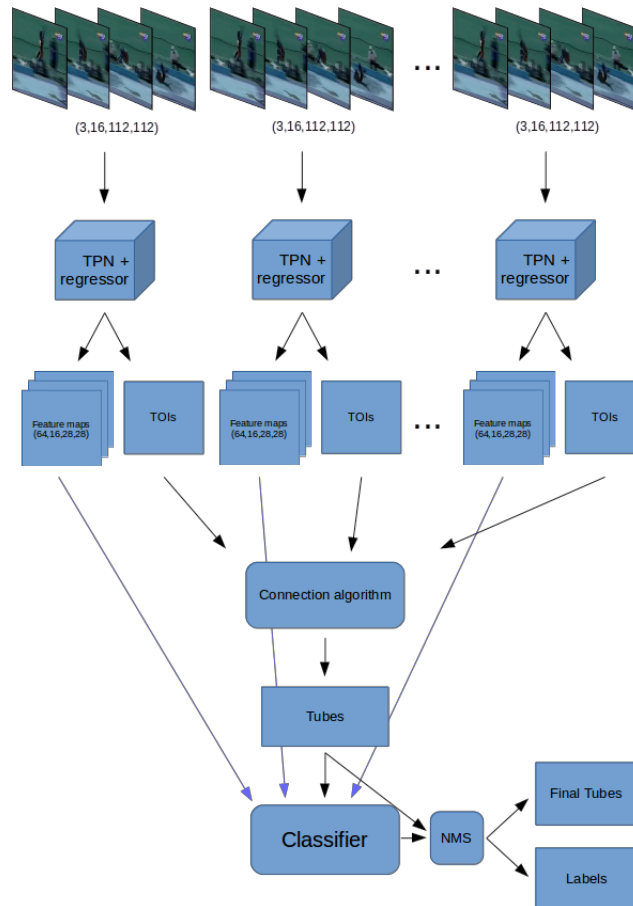 (3,16,112,112)
(3,16,112,112)
...
(3,16,112,112)
TPN +
regressor
TPN +
regressor
...
TPN +
regressor
Feature maps
(64,16,28,28)
TOIs
Feature maps
(64,16,28,28)
TOIs
...
Feature maps
(64,16,28,28)
TOIs
...
Connection algorithm
Tubes
Classifier
NMS
Final Tubes
Labels